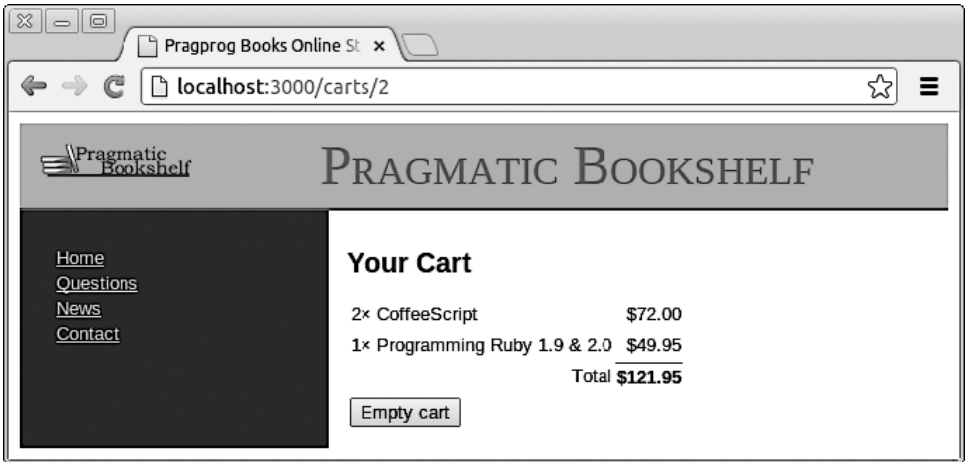 Pragprog Books Online St
localhost:3000/carts/2
Pragmatic
Bookshelf
PRAGMATIC BOOKSHELF
Home
Questions
News
Contact
Your Cart
2× CoffeeScript $72.00
1× Programming Ruby 1.9 & 2.0 $49.95
Total $121.95
Empty cart